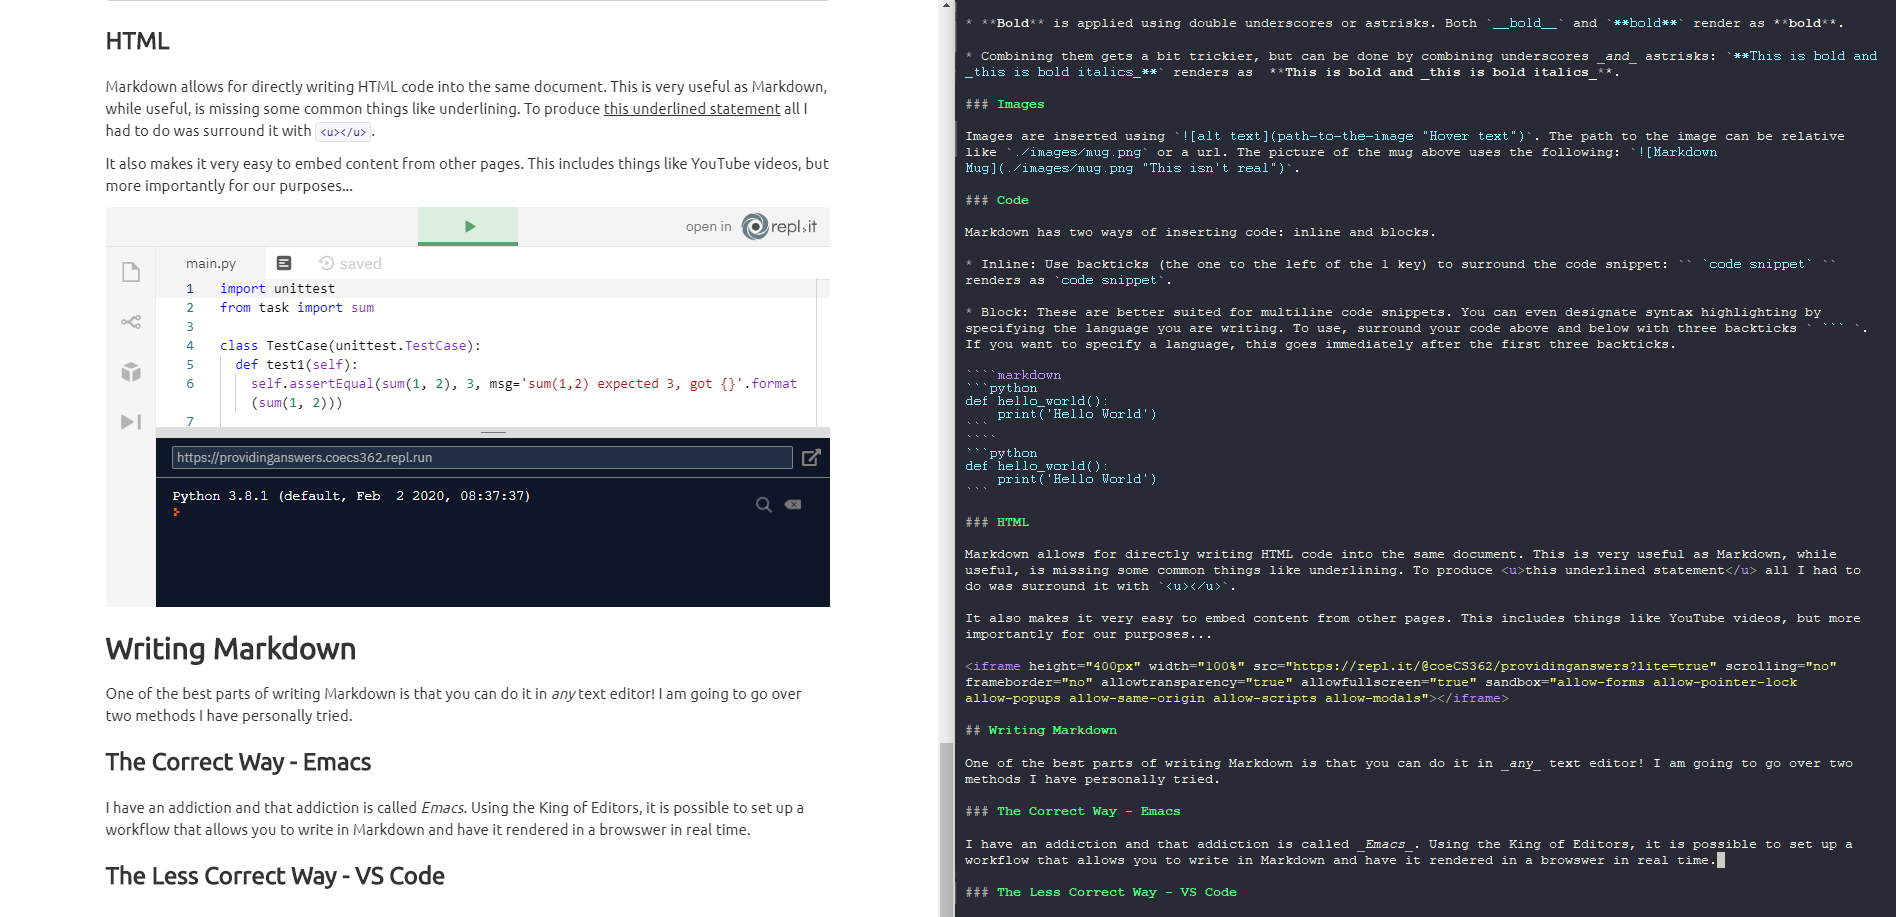 HTML
Markdown allows for directly writing HTML code into the same document. This is very useful as Markdown,
while useful, is missing some common things like underlining. To produce this underlined statement all I
had to do was surround it with <u></u>.
It also makes it very easy to embed content from other pages. This includes things like YouTube videos, but
more importantly for our purposes...
open in repl.it
main.py saved
1 import unittest
2 from task import sum
3
4 class TestCase(unittest.TestCase):
5 def test1(self):
6 self.assertEqual(sum(1, 2), 3, msg='sum(1,2) expected 3, got {}'.format
(sum(1, 2)))
7
https://providinganswers.coecs362.repl.run
Python 3.8.1 (default, Feb  2 2020, 08:37:37)
Writing Markdown
One of the best parts of writing Markdown is that you can do it in any text editor! I am going to go over
two methods I have personally tried.
The Correct Way - Emacs
I have an addiction and that addiction is called Emacs. Using the King of Editors, it is possible to set up a
workflow that allows you to write in Markdown and have it rendered in a browswer in real time.
The Less Correct Way - VS Code
* **Bold** is applied using double underscores or astrisks. Both `__bold__` and `**bold**` render as **bold**.
* Combining them gets a bit trickier, but can be done by combining underscores _and_ astrisks: `**This is bold and
_this is bold italics_**` renders as  **This is bold and _this is bold italics_**.
### Images
Images are inserted using `![alt text](path-to-the-image "Hover text")`. The path to the image can be relative
like `./images/mug.png` or a url. The picture of the mug above uses the following: `![Markdown
Mug](./images/mug.png "This isn't real")`.
### Code
Markdown has two ways of inserting code: inline and blocks.
* Inline: Use backticks (the one to the left of the 1 key) to surround the code snippet: `` `code snippet` ``
renders as `code snippet`.
* Block: These are better suited for multiline code snippets. You can even designate syntax highlighting by
specifying the language you are writing. To use, surround your code above and below with three backticks ` ``` `.
If you want to specify a language, this goes immediately after the first three backticks.
````markdown
```python
def hello_world():
    print('Hello World')
```
````
```python
def hello_world():
    print('Hello World')
```
### HTML
Markdown allows for directly writing HTML code into the same document. This is very useful as Markdown, while
useful, is missing some common things like underlining. To produce <u>this underlined statement</u> all I had to
do was surround it with `<u></u>`.
It also makes it very easy to embed content from other pages. This includes things like YouTube videos, but more
importantly for our purposes...
<iframe height="400px" width="100%" src="https://repl.it/@coeCS362/providinganswers?lite=true" scrolling="no"
frameborder="no" allowtransparency="true" allowfullscreen="true" sandbox="allow-forms allow-pointer-lock
allow-popups allow-same-origin allow-scripts allow-modals"></iframe>
## Writing Markdown
One of the best parts of writing Markdown is that you can do it in _any_ text editor! I am going to go over two
methods I have personally tried.
### The Correct Way - Emacs
I have an addiction and that addiction is called _Emacs_. Using the King of Editors, it is possible to set up a
workflow that allows you to write in Markdown and have it rendered in a browswer in real time.
### The Less Correct Way - VS Code